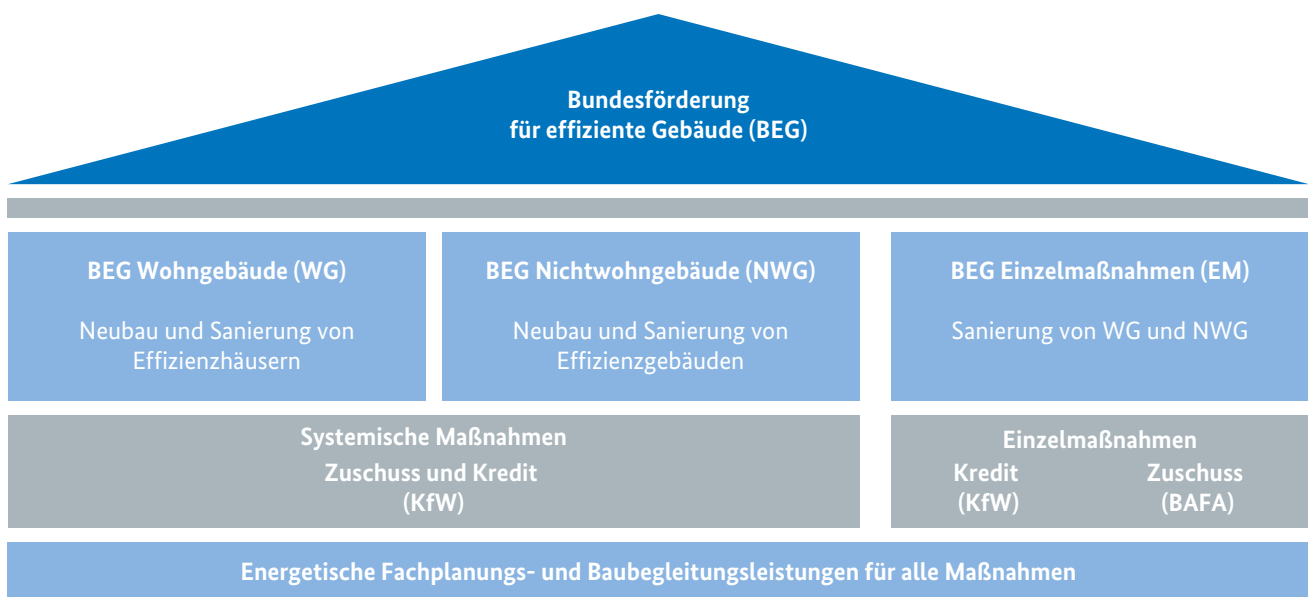 Bundesförderung
für effiziente Gebäude (BEG)
BEG Wohngebäude (WG)
Neubau und Sanierung von
Effizienzhäusern
BEG Nichtwohngebäude (NWG)
Neubau und Sanierung von
Effizienzgebäuden
BEG Einzelmaßnahmen (EM)
Sanierung von WG und NWG
Systemische Maßnahmen
Zuschuss und Kredit
(KfW)
Einzelmaßnahmen
Kredit
(KfW)
Zuschuss
(BAFA)
Energetische Fachplanungs- und Baubegleitungsleistungen für alle Maßnahmen